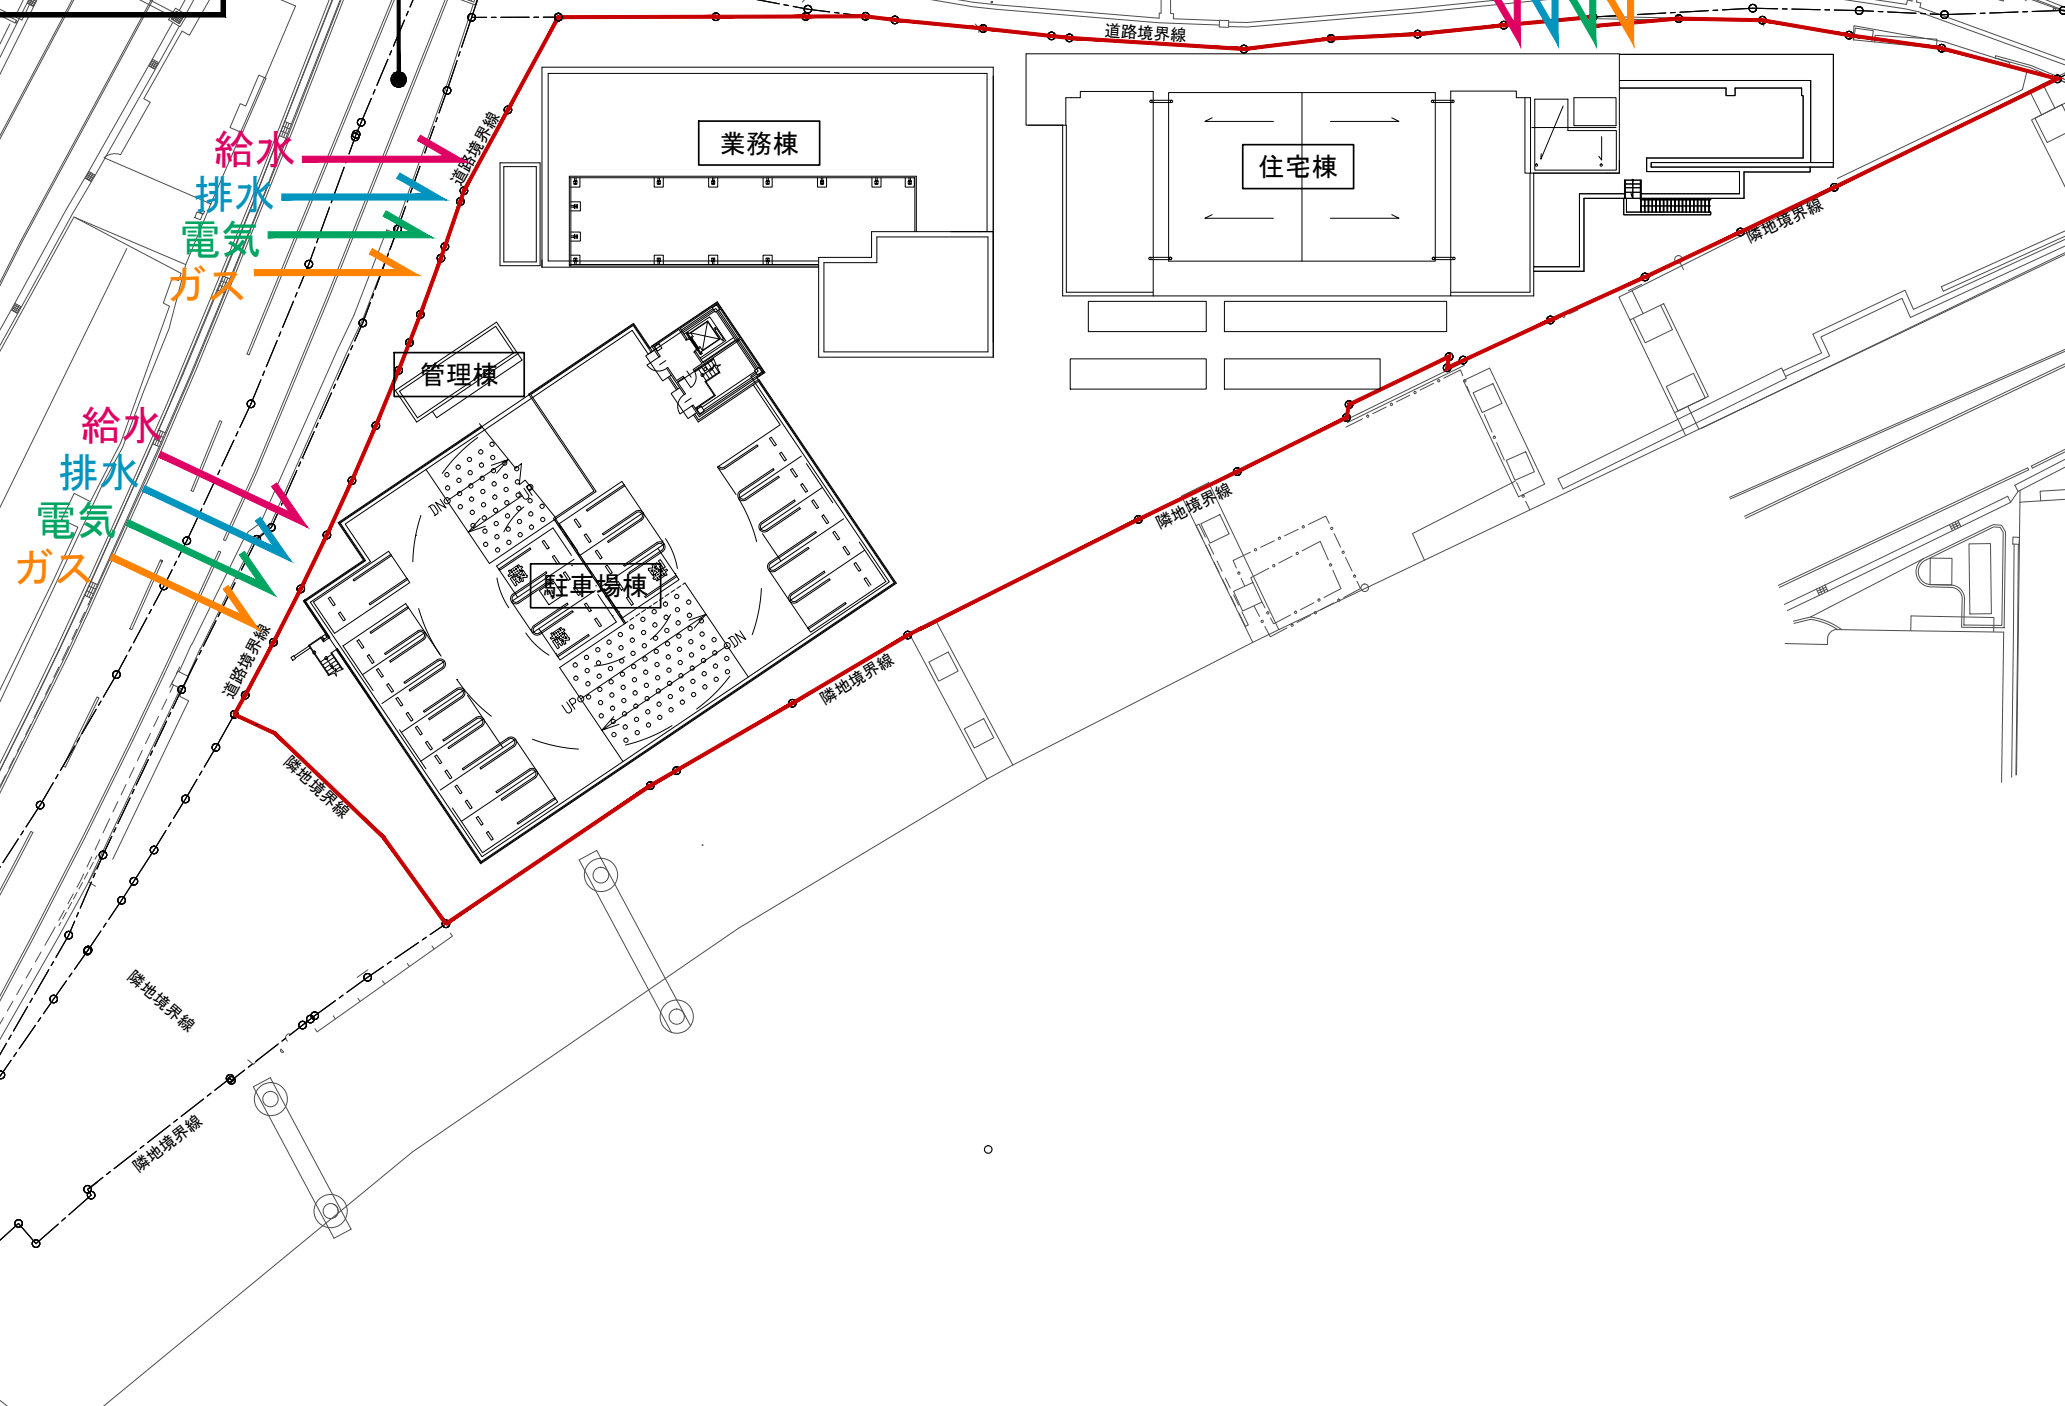 道路境界線
給水
排水
電気
ガス
道路境界線
業務棟
住宅棟
隣地境界線
管理棟
給水
排水
電気
ガス
DN
UP
駐車場棟
DN
UP
隣地境界線
道路境界線
隣地境界線
隣地境界線
隣地境界線
隣地境界線